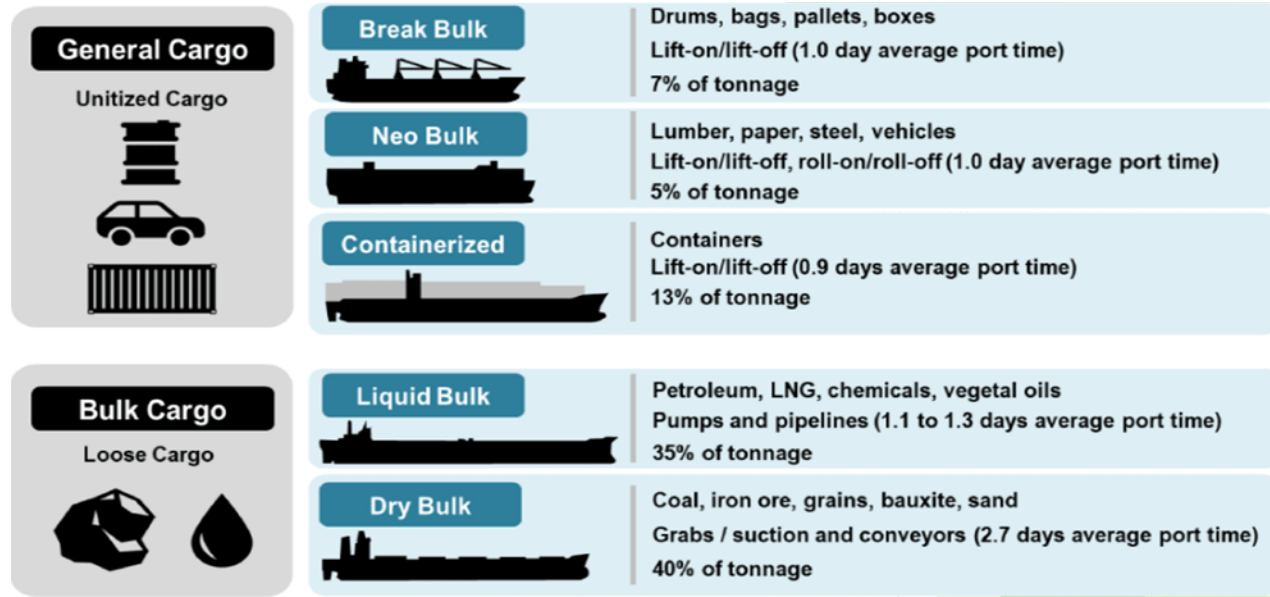 General Cargo
Unitized Cargo
Break Bulk
Drums, bags, pallets, boxes
Lift-on/lift-off (1.0 day average port time)
7% of tonnage
Neo Bulk
Lumber, paper, steel, vehicles
Lift-on/lift-off, roll-on/roll-off (1.0 day average port time)
5% of tonnage
Containerized
Containers
Lift-on/lift-off (0.9 days average port time)
13% of tonnage
Bulk Cargo
Loose Cargo
Liquid Bulk
Petroleum, LNG, chemicals, vegetal oils
Pumps and pipelines (1.1 to 1.3 days average port time)
35% of tonnage
Dry Bulk
Coal, iron ore, grains, bauxite, sand
Grabs / suction and conveyors (2.7 days average port time)
40% of tonnage